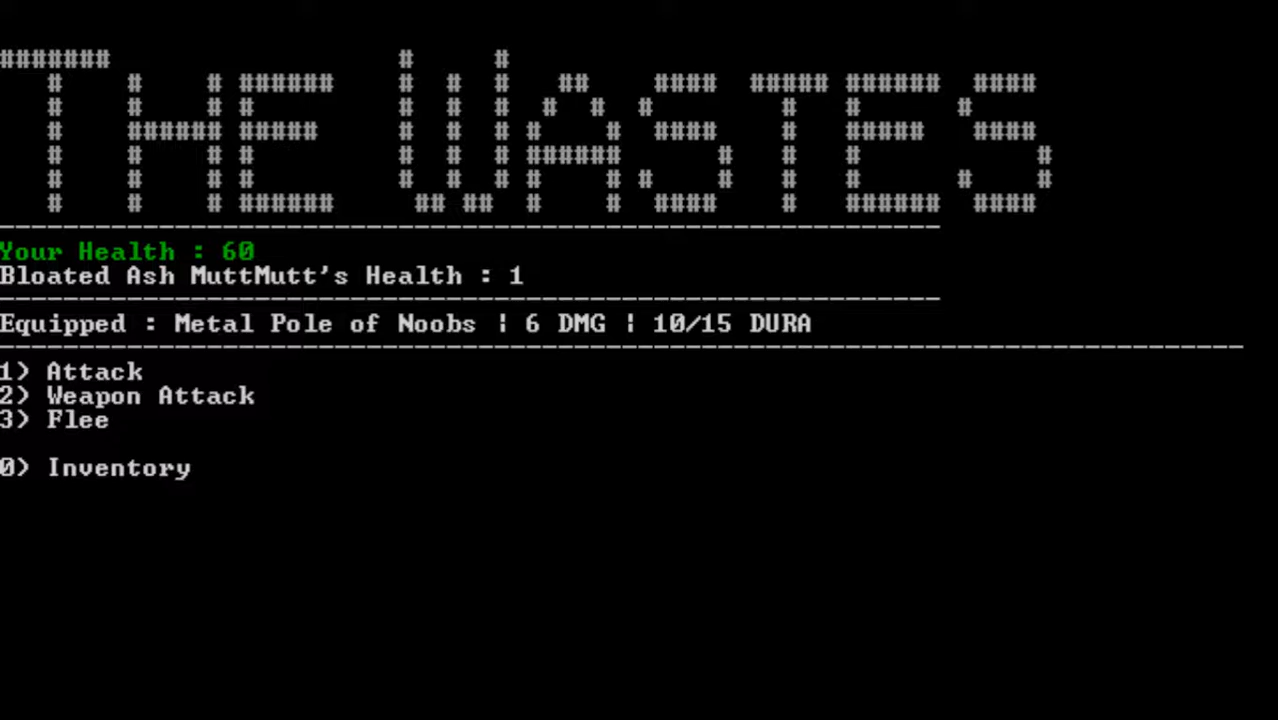 THE WASTES
Your Health : 60
Bloated Ash MuttMutt's Health : 1
Equipped : Metal Pole of Noobs | 6 DMG | 10/15 DURA
1) Attack
2) Weapon Attack
3) Flee
0) Inventory